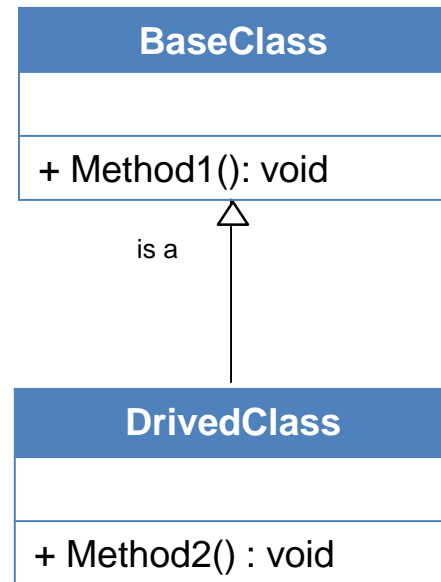 BaseClass
+ Method1(): void
is a
DrivedClass
+ Method2() : void